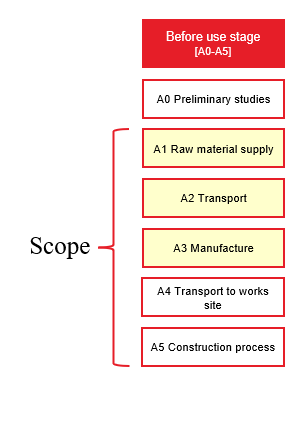 Before use stage
[A0-A5]
A0 Preliminary studies
A1 Raw material supply
A2 Transport
A3 Manufacture
Scope
A4 Transport to works
site
A5 Construction process